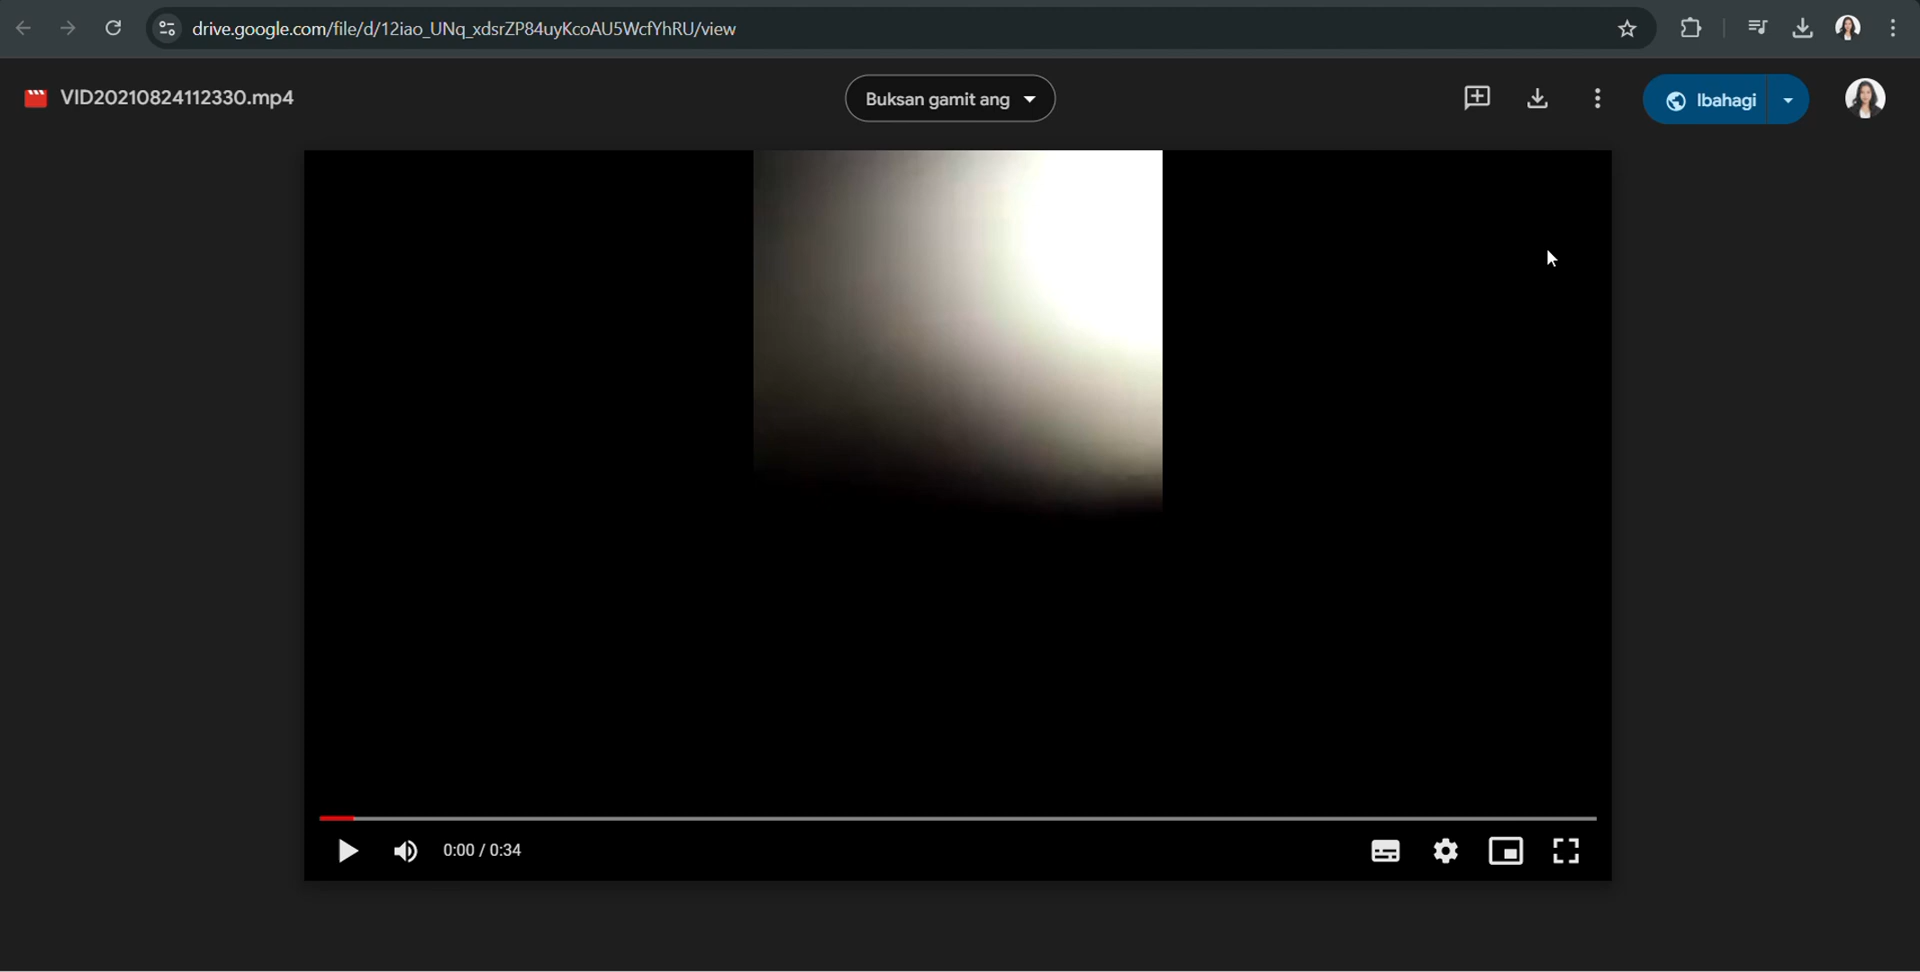 drive.google.com/file/d/12iao_UNq_xdsrZP84uyKcoAU5WcfYhRU/view
VID20210824112330.mp4
Buksan gamit ang
Ibahagi
0:00 / 0:34